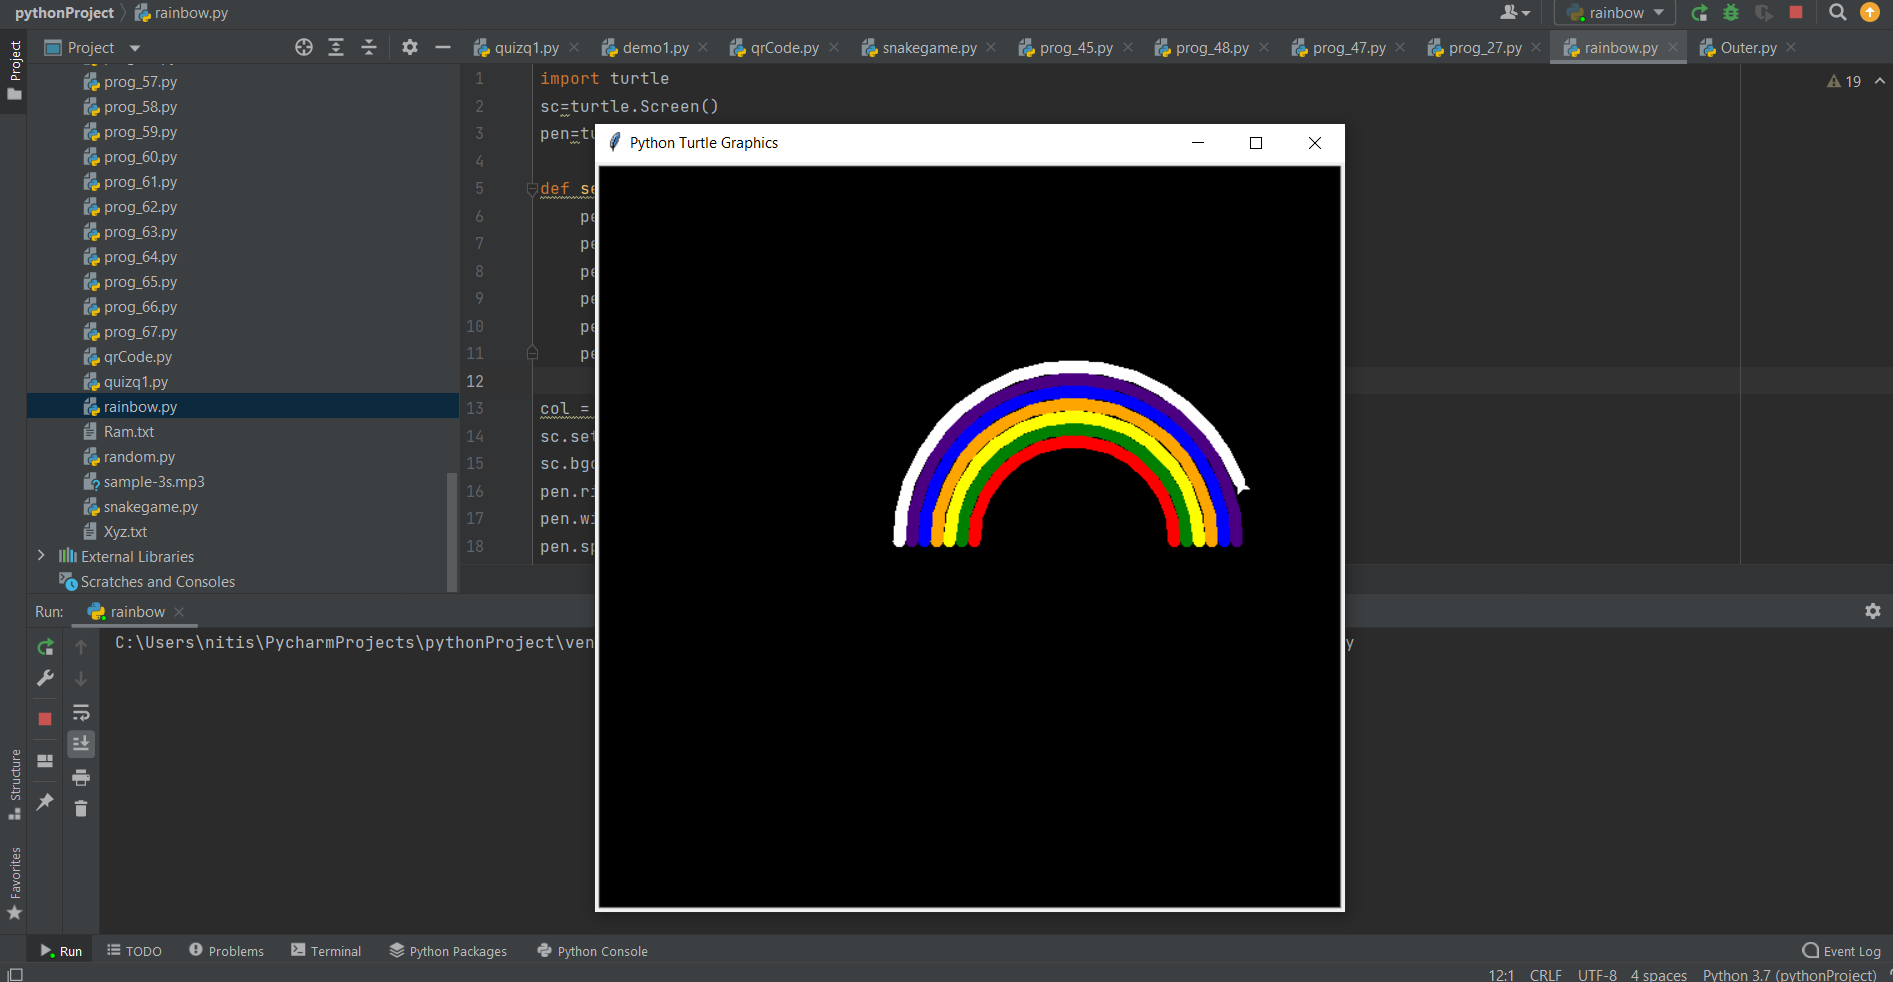 pythonProject rainbow.py
rainbow
Project
Project
quizq1.py demo1.py qrCode.py snakegame.py prog_45.py prog_48.py prog_47.py prog_27.py rainbow.py Outer.py
prog_57.py
prog_58.py
prog_59.py
prog_60.py
prog_61.py
prog_62.py
prog_63.py
prog_64.py
prog_65.py
prog_66.py
prog_67.py
qrCode.py
quizq1.py
rainbow.py
Ram.txt
random.py
sample-3s.mp3
snakegame.py
Xyz.txt
External Libraries
Scratches and Consoles
19
1 import turtle
2 sc=turtle.Screen()
3 pen=tu
4
5 def se
6 pe
7 pe
8 pe
9 pe
10 pe
11 pe
12
13 col =
14 sc.set
15 sc.bgc
16 pen.ri
17 pen.wi
18 pen.sp
Python Turtle Graphics
Run: rainbow
C:\Users\nitis\PycharmProjects\pythonProject\ven y
Structure
Favorites
Run TODO Problems Terminal Python Packages Python Console Event Log
12:1 CRLF UTF-8 4 spaces Python 3.7 (pythonProject)